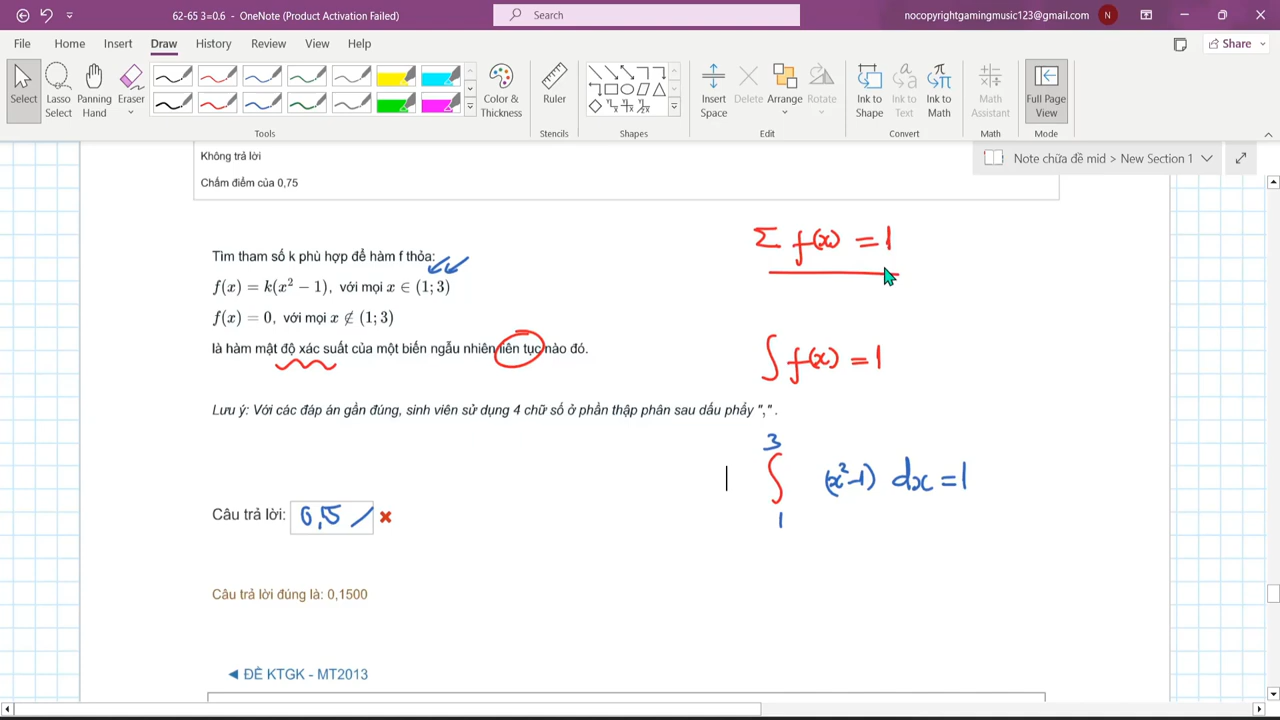 62-65 3=0.6 - OneNote (Product Activation Failed)
Search
nocopyrightgamingmusic123@gmail.com
N
File Home Insert Draw History Review View Help
Share
Select
Lasso Select
Panning Hand
Eraser
Color & Thickness
Ruler
Insert Space
Delete
Arrange
Rotate
Ink to Shape
Ink to Text
Ink to Math
Math Assistant
Full Page View
Tools
Stencils
Shapes
Edit
Convert
Math
Mode
Note chữa đề mid > New Section 1
Không trả lời
Chấm điểm của 0,75
Tìm tham số k phù hợp để hàm f thỏa:
f(x) = k(x² − 1), với mọi x ∈ (1; 3)
f(x) = 0, với mọi x ∉ (1; 3)
là hàm mật độ xác suất của một biến ngẫu nhiên liên tục nào đó.
Σ f(x) = 1
∫ f(x) = 1
Lưu ý: Với các đáp án gần đúng, sinh viên sử dụng 4 chữ số ở phần thập phân sau dấu phẩy "," .
3
∫ (x²-1) dx = 1
1
Câu trả lời: 0,15
Câu trả lời đúng là: 0,1500
◄ ĐỀ KTGK - MT2013